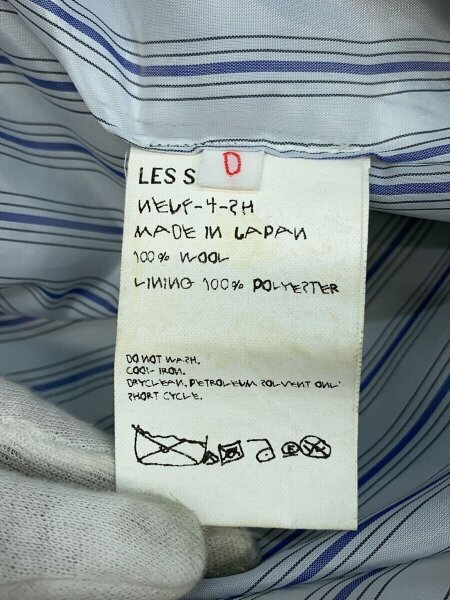 D
LES S
NEUF-4-SH
MADE IN JAPAN
100% WOOL
LINING 100% POLYESTER
DO NOT WASH.
COOL IRON.
DRYCLEAN. PETROLEUM SOLVENT ONLY
SHORT CYCLE.